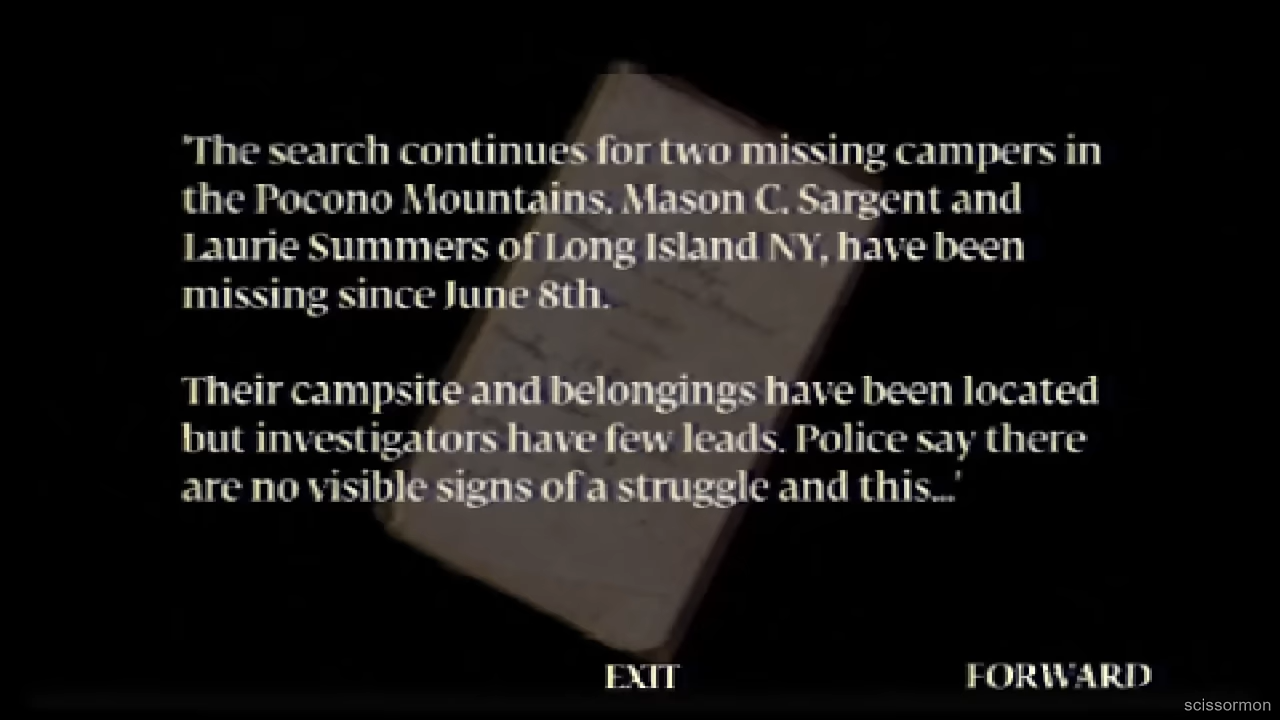 'The search continues for two missing campers in
the Pocono Mountains. Mason C. Sargent and
Laurie Summers of Long Island NY, have been
missing since June 8th.
Their campsite and belongings have been located
but investigators have few leads. Police say there
are no visible signs of a struggle and this...'
EXIT
FORWARD
scissormon